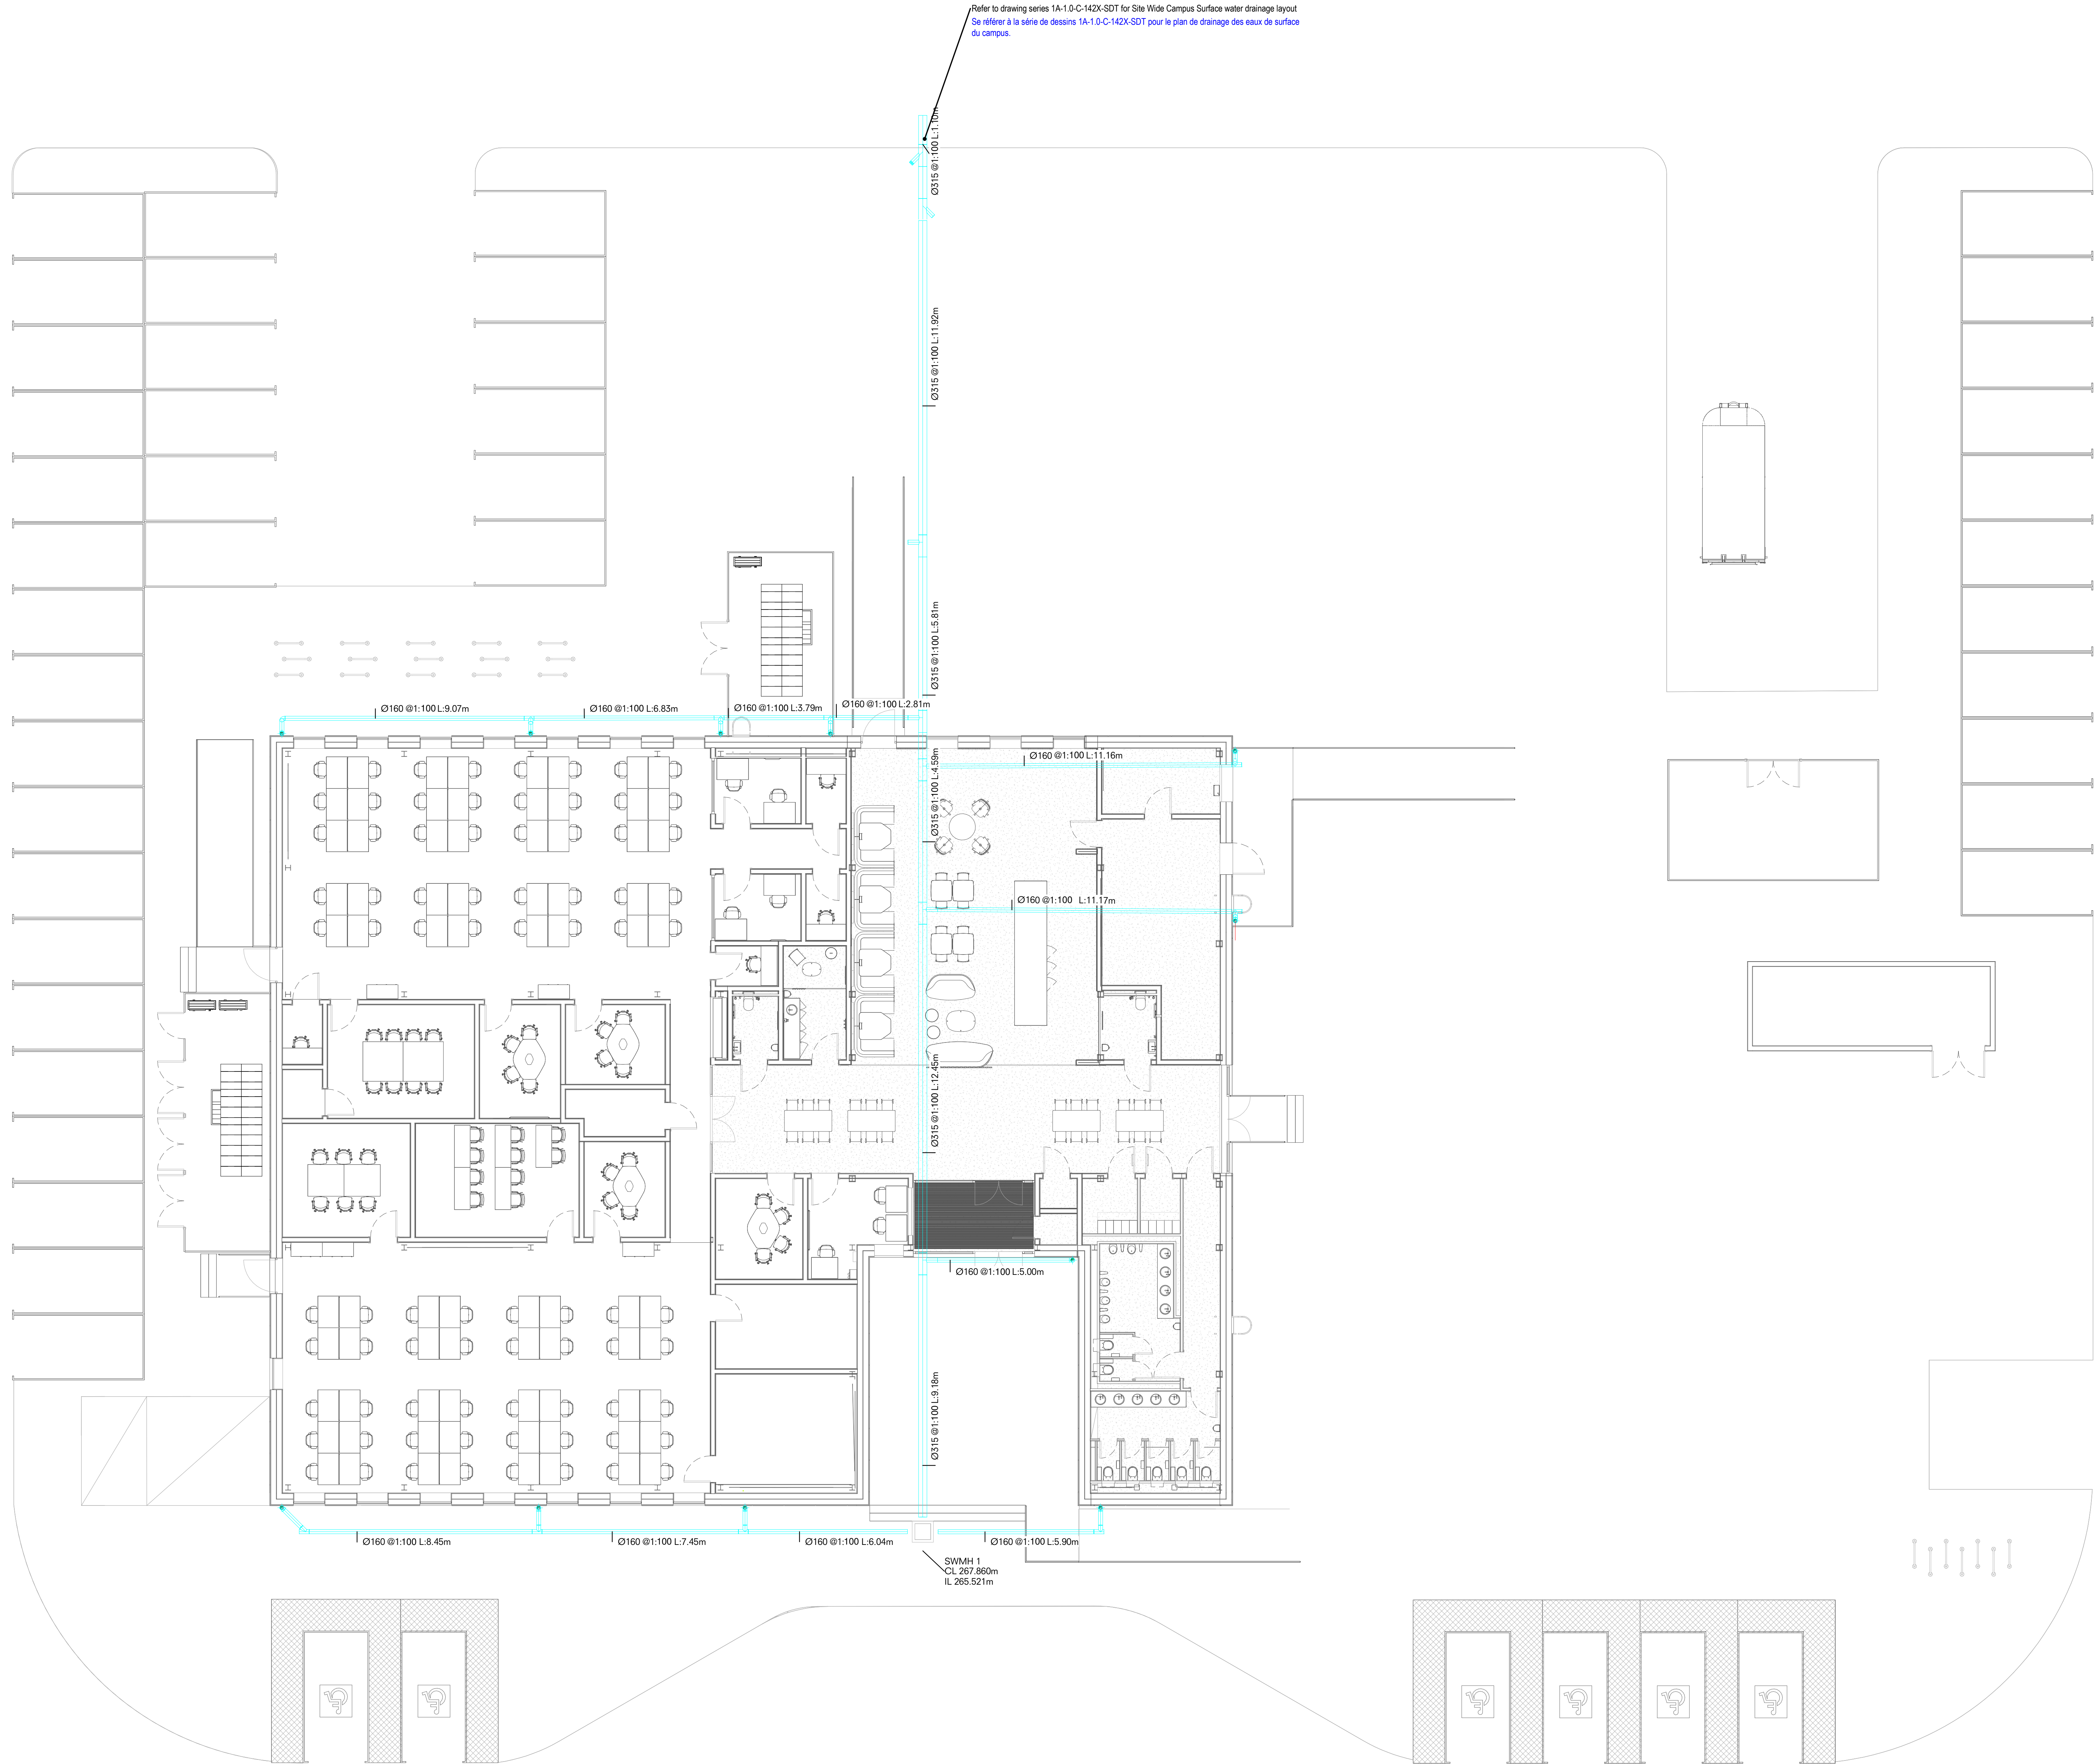 Refer to drawing series 1A-1.0-C-142X-SDT for Site Wide Campus Surface water drainage layout
Se référer à la série de dessins 1A-1.0-C-142X-SDT pour le plan de drainage des eaux de surface
du campus.
Ø315 @1:100 L:1.10m
Ø315 @1:100 L:11.92m
Ø315 @1:100 L:5.81m
Ø160 @1:100 L:9.07m
Ø160 @1:100 L:6.83m
Ø160 @1:100 L:3.79m
Ø160 @1:100 L:2.81m
Ø160 @1:100 L:11.16m
Ø315 @1:100 L:4.59m
Ø160 @1:100 L:11.17m
Ø315 @1:100 L:12.45m
Ø160 @1:100 L:5.00m
Ø315 @1:100 L:9.18m
Ø160 @1:100 L:8.45m
Ø160 @1:100 L:7.45m
Ø160 @1:100 L:6.04m
Ø160 @1:100 L:5.90m
SWMH 1
CL 267.860m
IL 265.521m